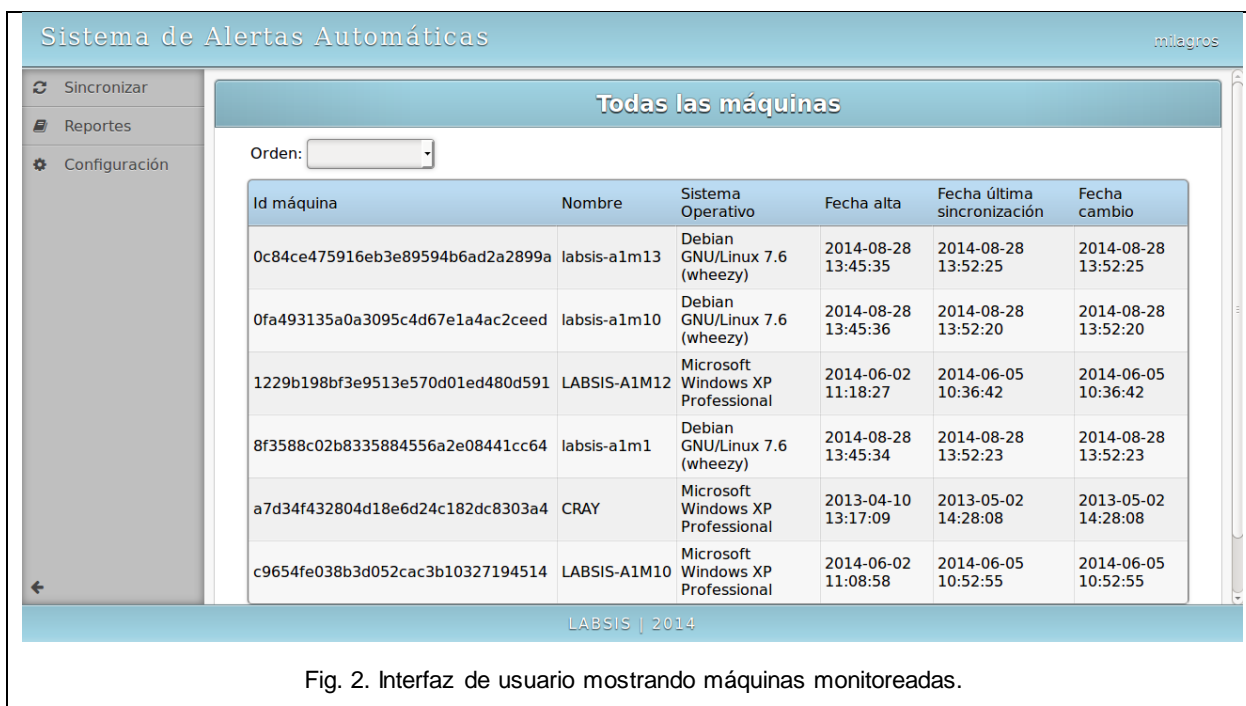 Sistema de Alertas Automáticas
milagros
Sincronizar
Reportes
Configuración
Todas las máquinas
Orden:
Id máquina Nombre Sistema Operativo Fecha alta Fecha última sincronización Fecha cambio
0c84ce475916eb3e89594b6ad2a2899a labsis-a1m13 Debian GNU/Linux 7.6 (wheezy) 2014-08-28 13:45:35 2014-08-28 13:52:25 2014-08-28 13:52:25
0fa493135a0a3095c4d67e1a4ac2ceed labsis-a1m10 Debian GNU/Linux 7.6 (wheezy) 2014-08-28 13:45:36 2014-08-28 13:52:20 2014-08-28 13:52:20
1229b198bf3e9513e570d01ed480d591 LABSIS-A1M12 Microsoft Windows XP Professional 2014-06-02 11:18:27 2014-06-05 10:36:42 2014-06-05 10:36:42
8f3588c02b8335884556a2e08441cc64 labsis-a1m1 Debian GNU/Linux 7.6 (wheezy) 2014-08-28 13:45:34 2014-08-28 13:52:23 2014-08-28 13:52:23
a7d34f432804d18e6d24c182dc8303a4 CRAY Microsoft Windows XP Professional 2013-04-10 13:17:09 2013-05-02 14:28:08 2013-05-02 14:28:08
c9654fe038b3d052cac3b10327194514 LABSIS-A1M10 Microsoft Windows XP Professional 2014-06-02 11:08:58 2014-06-05 10:52:55 2014-06-05 10:52:55
LABSIS | 2014
Fig. 2. Interfaz de usuario mostrando máquinas monitoreadas.